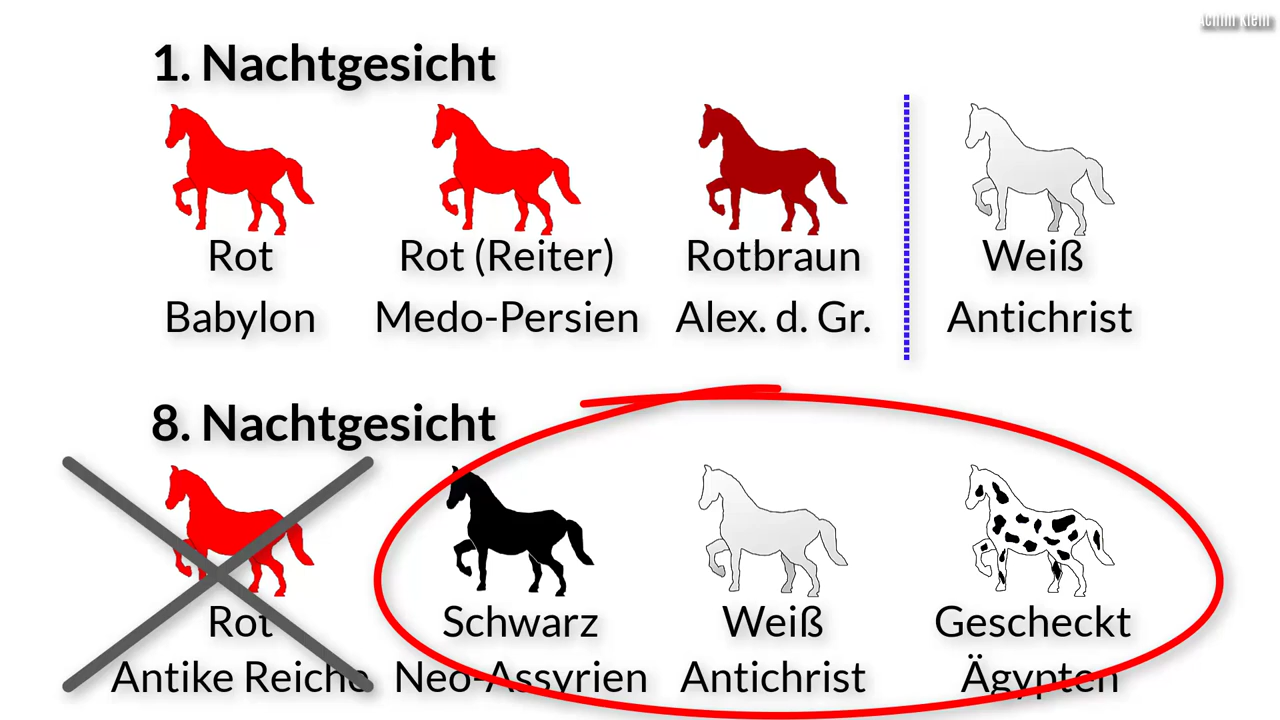 1. Nachtgesicht
Rot
Rot (Reiter)
Rotbraun
Weiß
Babylon
Medo-Persien
Alex. d. Gr.
Antichrist
8. Nachtgesicht
Rot
Schwarz
Weiß
Gescheckt
Antike Reiche
Neo-Assyrien
Antichrist
Ägypten